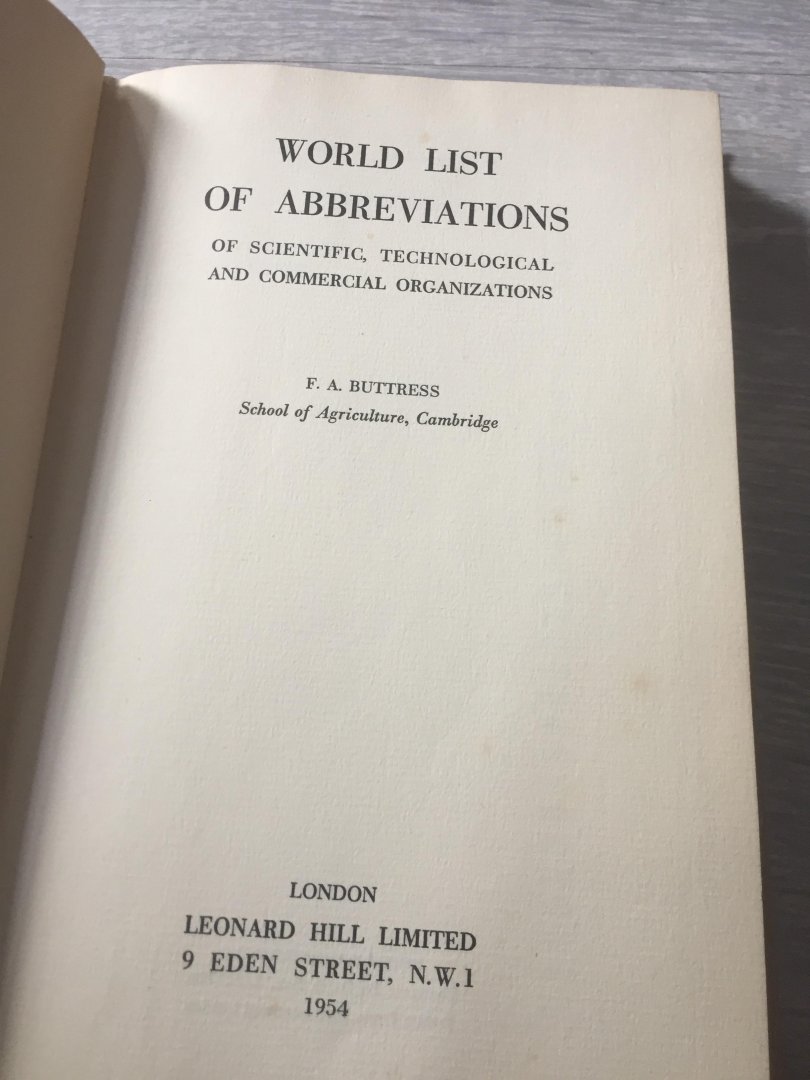 WORLD LIST
OF ABBREVIATIONS
OF SCIENTIFIC, TECHNOLOGICAL
AND COMMERCIAL ORGANIZATIONS
F. A. BUTTRESS
School of Agriculture, Cambridge
LONDON
LEONARD HILL LIMITED
9 EDEN STREET, N.W.1
1954